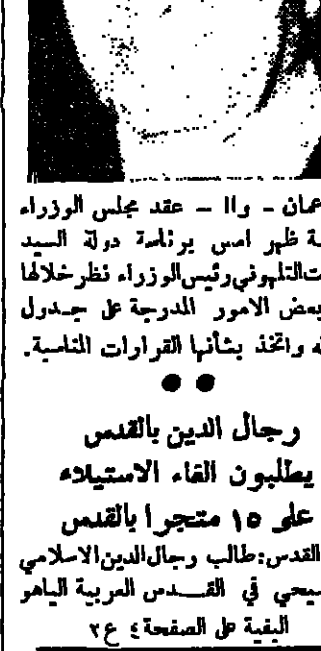 عمان - واا - عقد مجلس الوزراء
ظهر امس برئاسة دولة السيد
التلهوني رئيس الوزراء نظر خلالها
بعض الامور المدرجة على جدول
واتخذ بشأنها القرارات المناسبة.
رجال الدين بالقدس
يطلبون الغاء الاستيلاء
على ١٥ متجرا بالقدس
القدس: طالب رجال الدين الاسلامي
في القدس العربية الياهو
البقية على الصفحة ٤ ع ٢